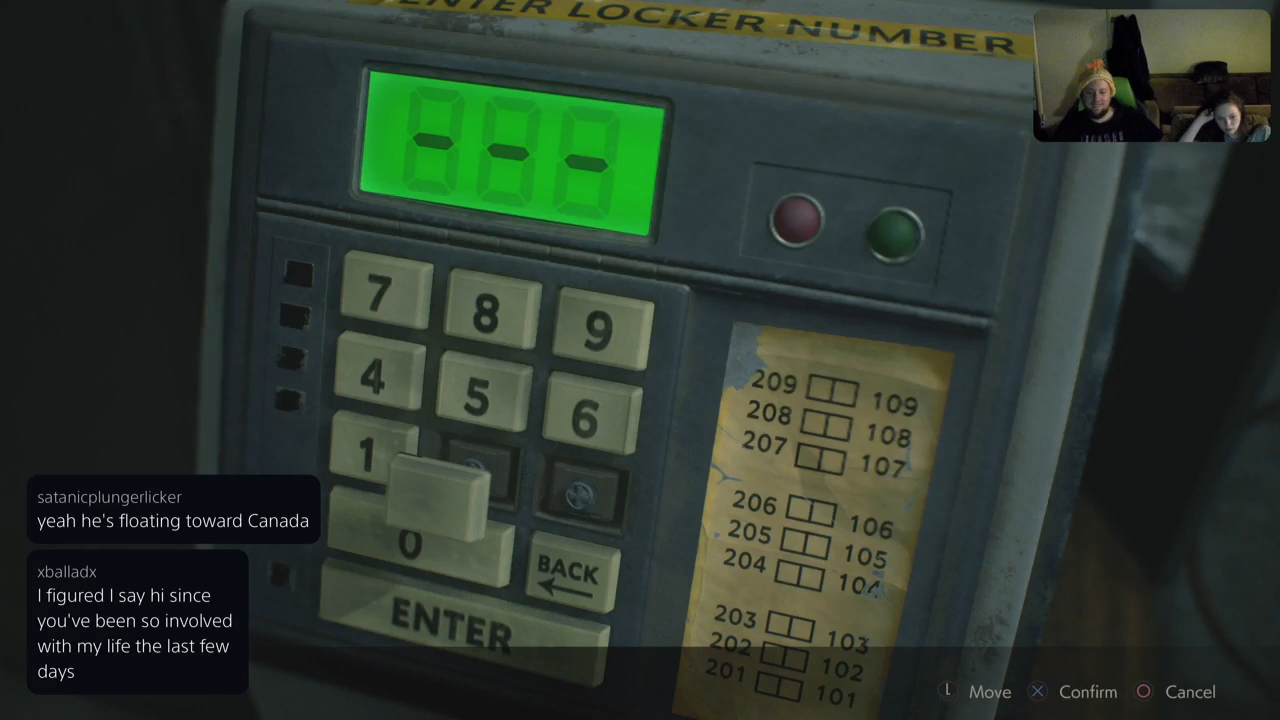 ENTER LOCKER NUMBER
7 8 9
4 5 6
1
0 BACK
ENTER
209 109
208 108
207 107
206 106
205 105
204 104
203 103
202 102
201 101
satanicplungerlicker
yeah he's floating toward Canada
xballadx
I figured I say hi since
you've been so involved
with my life the last few
days
L Move Confirm Cancel